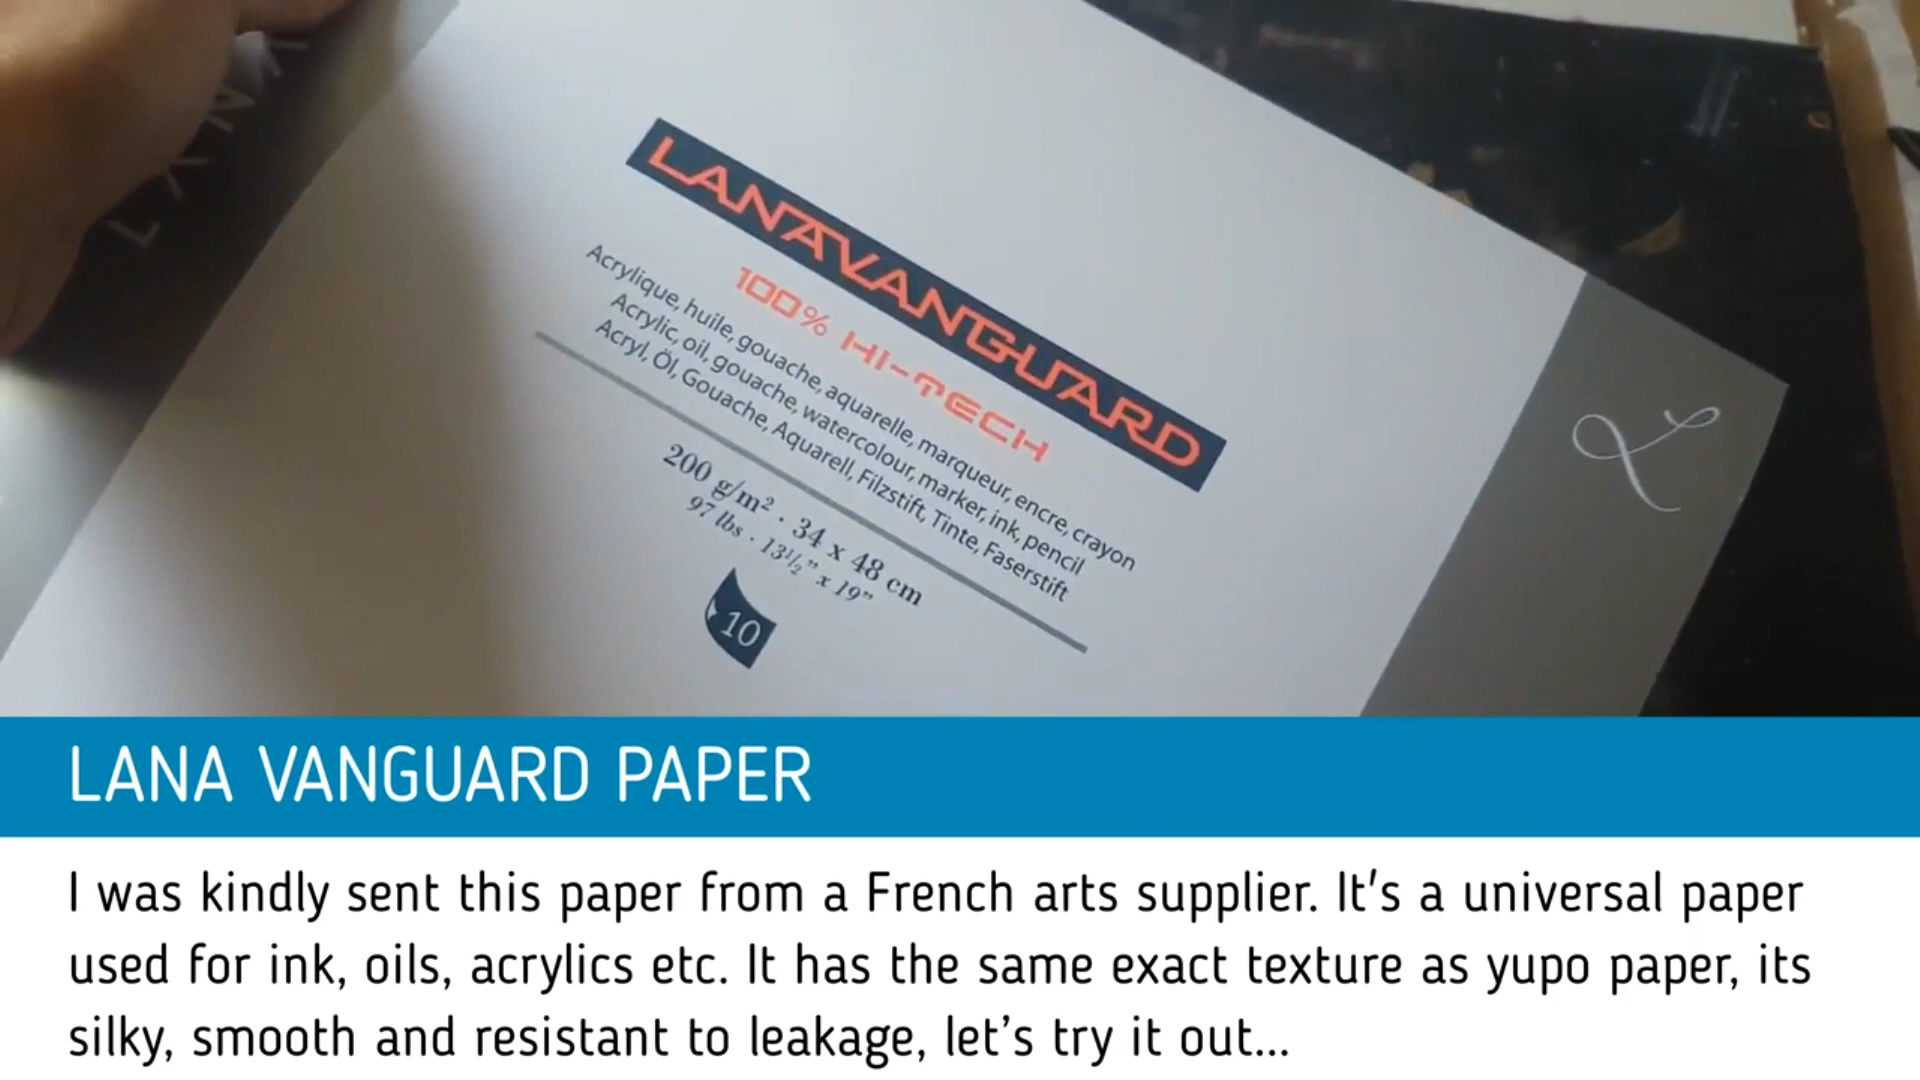 LANA
LANAVANGUARD
100% HI-TECH
Acrylique, huile, gouache, aquarelle, marqueur, encre, crayon
Acrylic, oil, gouache, watercolour, marker, ink, pencil
Acryl, Öl, Gouache, Aquarell, Filzstift, Tinte, Faserstift
200 g/m² · 34 x 48 cm
97 lbs · 13½" x 19"
10
L
LANA VANGUARD PAPER
I was kindly sent this paper from a French arts supplier. It's a universal paper
used for ink, oils, acrylics etc. It has the same exact texture as yupo paper, its
silky, smooth and resistant to leakage, let’s try it out...